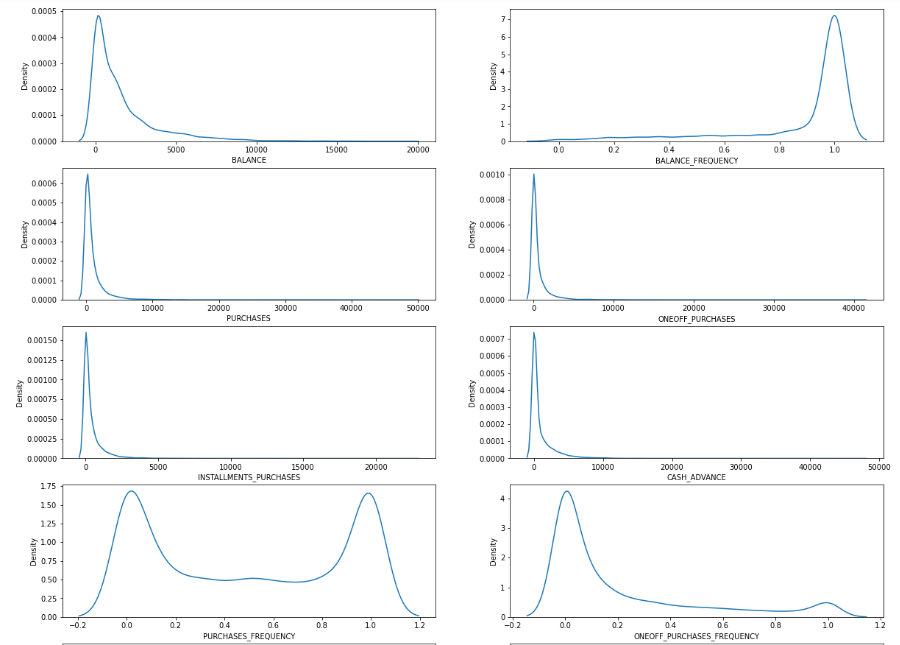 0.0005
0.0004
0.0003
0.0002
0.0001
0.0000
Density
0 5000 10000 15000 20000
BALANCE
7
6
5
4
3
2
1
0
Density
0.0 0.2 0.4 0.6 0.8 1.0
BALANCE_FREQUENCY
0.0006
0.0005
0.0004
0.0003
0.0002
0.0001
0.0000
Density
0 10000 20000 30000 40000 50000
PURCHASES
0.0010
0.0008
0.0006
0.0004
0.0002
0.0000
Density
0 10000 20000 30000 40000
ONEOFF_PURCHASES
0.00150
0.00125
0.00100
0.00075
0.00050
0.00025
0.00000
Density
0 5000 10000 15000 20000
INSTALLMENTS_PURCHASES
0.0007
0.0006
0.0005
0.0004
0.0003
0.0002
0.0001
0.0000
Density
0 10000 20000 30000 40000 50000
CASH_ADVANCE
1.75
1.50
1.25
1.00
0.75
0.50
0.25
0.00
Density
−0.2 0.0 0.2 0.4 0.6 0.8 1.0 1.2
PURCHASES_FREQUENCY
4
3
2
1
0
Density
−0.2 0.0 0.2 0.4 0.6 0.8 1.0 1.2
ONEOFF_PURCHASES_FREQUENCY